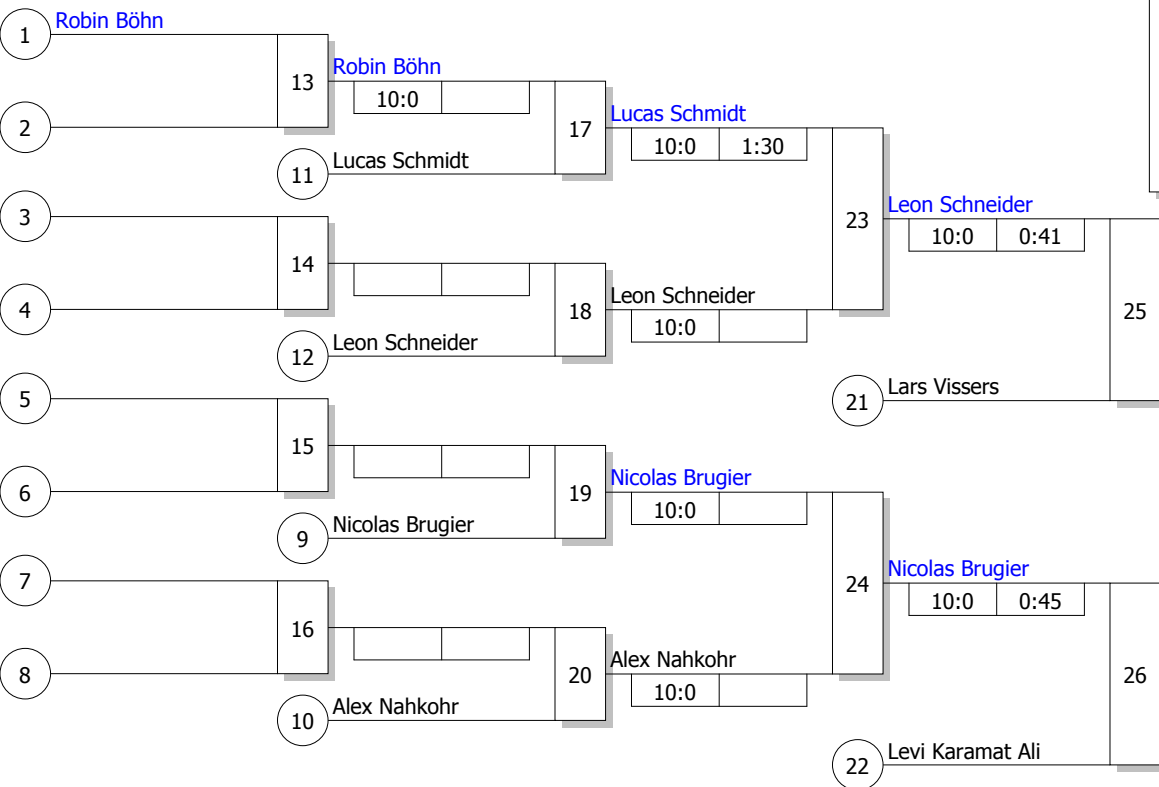 1
Robin Böhn
2
13
Robin Böhn
10:0
11
Lucas Schmidt
17
Lucas Schmidt
10:0 1:30
3
4
14
12
Leon Schneider
18
Leon Schneider
10:0
23
Leon Schneider
10:0 0:41
21
Lars Vissers
25
5
6
15
9
Nicolas Brugier
19
Nicolas Brugier
10:0
7
8
16
10
Alex Nahkohr
20
Alex Nahkohr
10:0
24
Nicolas Brugier
10:0 0:45
22
Levi Karamat Ali
26